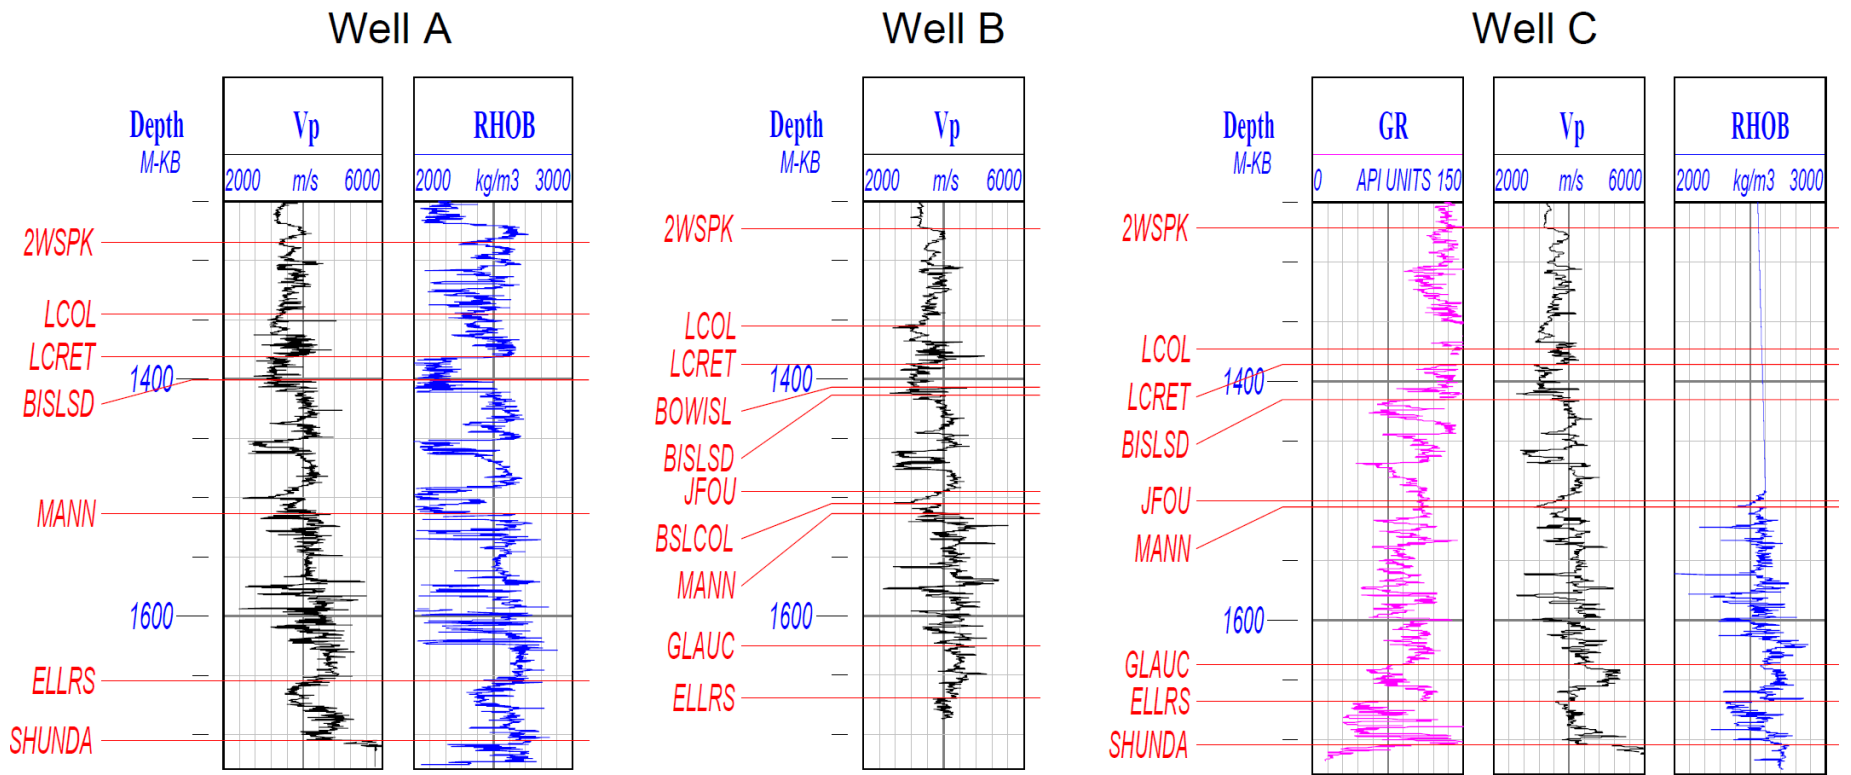 Well A
Well B
Well C
Depth
M-KB
Vp
2000 m/s 6000
RHOB
2000 kg/m3 3000
2WSPK
LCOL
LCRET
1400
BISLSD
MANN
1600
ELLRS
SHUNDA
Depth
M-KB
Vp
2000 m/s 6000
2WSPK
LCOL
LCRET
1400
BOWISL
BISLSD
JFOU
BSLCOL
MANN
1600
GLAUC
ELLRS
Depth
M-KB
GR
0 API UNITS 150
Vp
2000 m/s 6000
RHOB
2000 kg/m3 3000
2WSPK
LCOL
1400
LCRET
BISLSD
JFOU
MANN
1600
GLAUC
ELLRS
SHUNDA